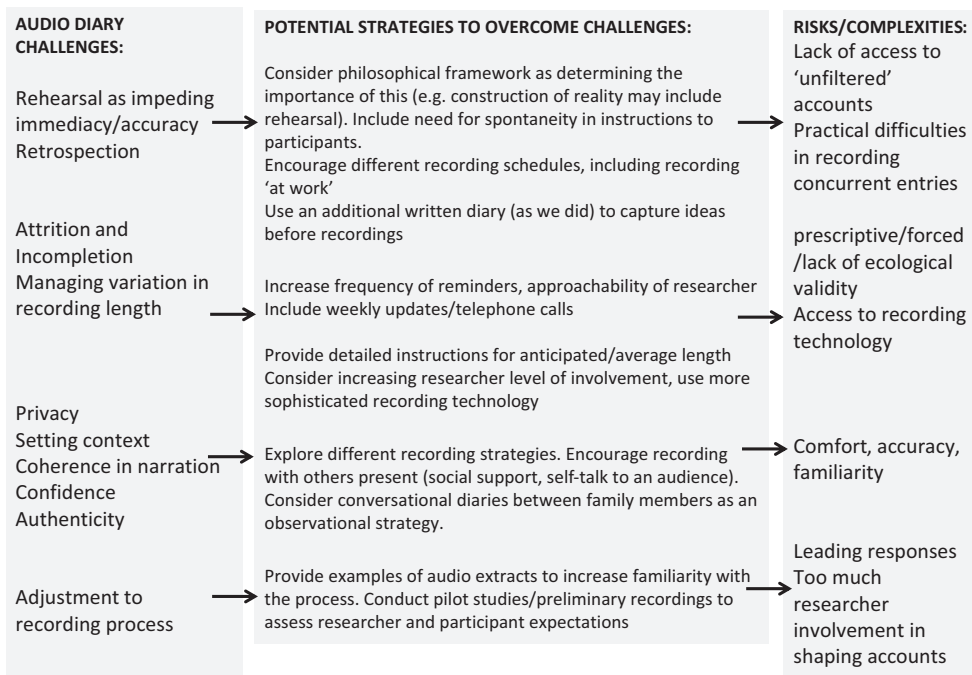 AUDIO DIARY
CHALLENGES:
Rehearsal as impeding
immediacy/accuracy
Retrospection
Attrition and
Incompletion
Managing variation in
recording length
Privacy
Setting context
Coherence in narration
Confidence
Authenticity
Adjustment to
recording process
POTENTIAL STRATEGIES TO OVERCOME CHALLENGES:
Consider philosophical framework as determining the
importance of this (e.g. construction of reality may include
rehearsal). Include need for spontaneity in instructions to
participants.
Encourage different recording schedules, including recording
‘at work’
Use an additional written diary (as we did) to capture ideas
before recordings
Increase frequency of reminders, approachability of researcher
Include weekly updates/telephone calls
Provide detailed instructions for anticipated/average length
Consider increasing researcher level of involvement, use more
sophisticated recording technology
Explore different recording strategies. Encourage recording
with others present (social support, self-talk to an audience).
Consider conversational diaries between family members as an
observational strategy.
Provide examples of audio extracts to increase familiarity with
the process. Conduct pilot studies/preliminary recordings to
assess researcher and participant expectations
RISKS/COMPLEXITIES:
Lack of access to
‘unfiltered’
accounts
Practical difficulties
in recording
concurrent entries
prescriptive/forced
/lack of ecological
validity
Access to recording
technology
Comfort, accuracy,
familiarity
Leading responses
Too much
researcher
involvement in
shaping accounts